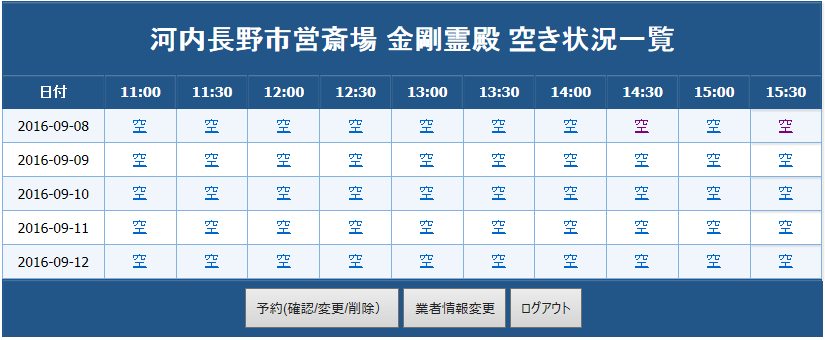 河内長野市営斎場 金剛霊殿 空き状況一覧
日付 11:00 11:30 12:00 12:30 13:00 13:30 14:00 14:30 15:00 15:30
2016-09-08 空 空 空 空 空 空 空 空 空 空
2016-09-09 空 空 空 空 空 空 空 空 空 空
2016-09-10 空 空 空 空 空 空 空 空 空 空
2016-09-11 空 空 空 空 空 空 空 空 空 空
2016-09-12 空 空 空 空 空 空 空 空 空 空
予約(確認/変更/削除) 業者情報変更 ログアウト